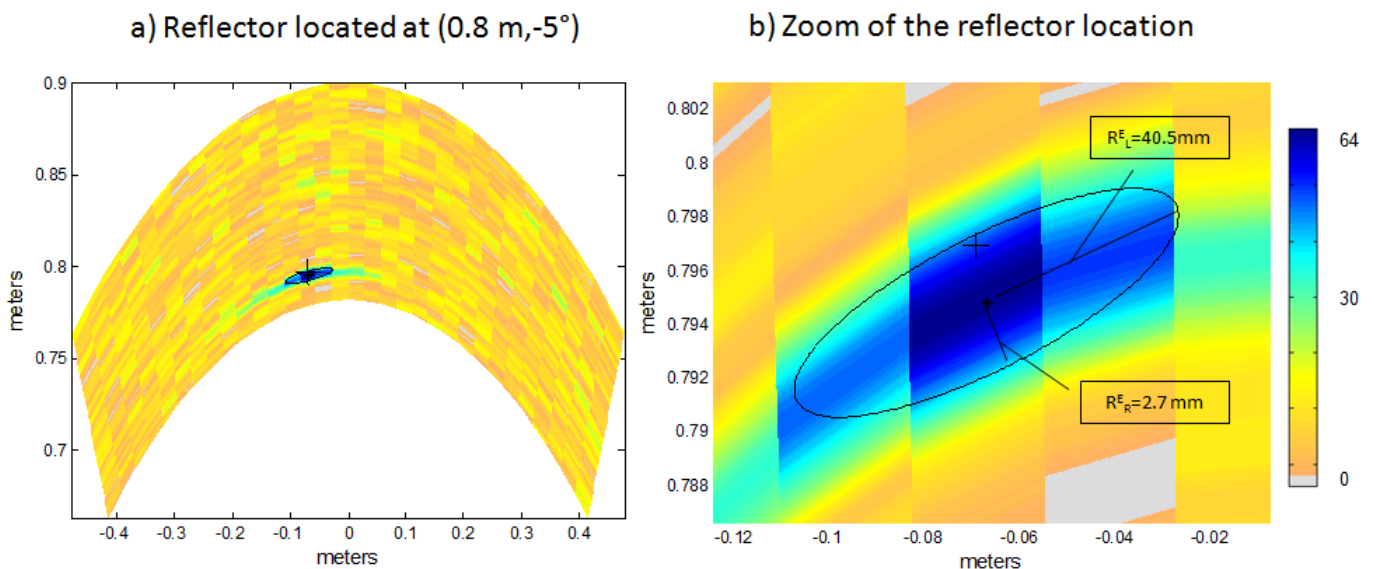 a) Reflector located at (0.8 m,-5°)
0.9
0.85
0.8
0.75
0.7
meters
-0.4 -0.3 -0.2 -0.1 0 0.1 0.2 0.3 0.4
meters
b) Zoom of the reflector location
0.802
0.8
0.798
0.796
0.794
0.792
0.79
0.788
meters
R^E_L=40.5mm
R^E_R=2.7 mm
-0.12 -0.1 -0.08 -0.06 -0.04 -0.02
meters
64
30
0